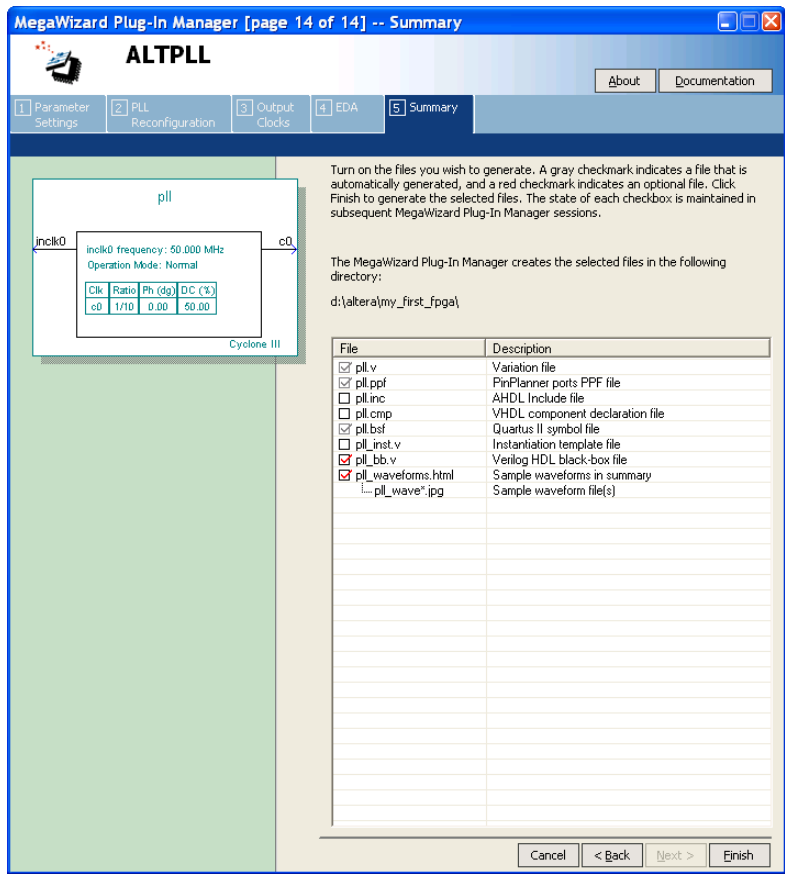 MegaWizard Plug-In Manager [page 14 of 14] -- Summary
ALTPLL
About
Documentation
1 Parameter Settings
2 PLL Reconfiguration
3 Output Clocks
4 EDA
5 Summary
Turn on the files you wish to generate. A gray checkmark indicates a file that is
automatically generated, and a red checkmark indicates an optional file. Click
Finish to generate the selected files. The state of each checkbox is maintained in
subsequent MegaWizard Plug-In Manager sessions.
The MegaWizard Plug-In Manager creates the selected files in the following
directory:
d:\altera\my_first_fpga\
pll
inclk0
c0
inclk0 frequency: 50.000 MHz
Operation Mode: Normal
Clk Ratio Ph (dg) DC (%)
c0 1/10 0.00 50.00
Cyclone III
File Description
pll.v Variation file
pll.ppf PinPlanner ports PPF file
pll.inc AHDL Include file
pll.cmp VHDL component declaration file
pll.bsf Quartus II symbol file
pll_inst.v Instantiation template file
pll_bb.v Verilog HDL black-box file
pll_waveforms.html Sample waveforms in summary
pll_wave*.jpg Sample waveform file(s)
Cancel
< Back
Next >
Finish